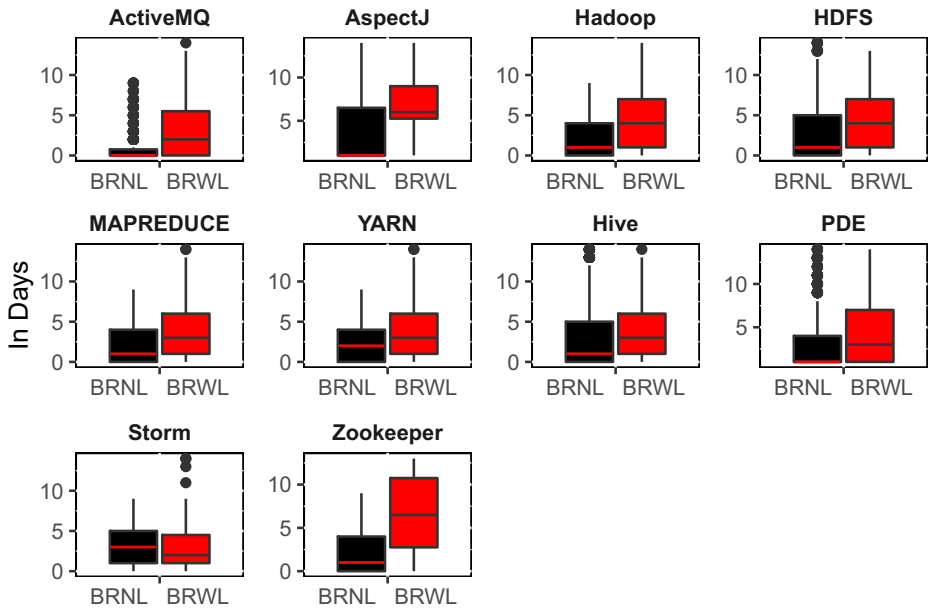 ActiveMQ AspectJ Hadoop HDFS
10 10 10 10
5 5 5 5
0 0 0
BRNL BRWL BRNL BRWL BRNL BRWL BRNL BRWL
MAPREDUCE YARN Hive PDE
In Days
10 10 10 10
5 5 5 5
0 0 0
BRNL BRWL BRNL BRWL BRNL BRWL BRNL BRWL
Storm Zookeeper
10 10
5 5
0 0
BRNL BRWL BRNL BRWL